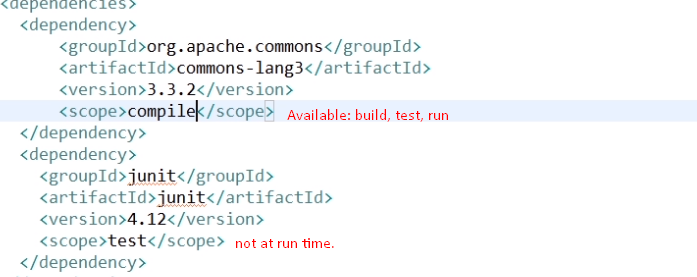 <dependencies>
<dependency>
<groupId>org.apache.commons</groupId>
<artifactId>commons-lang3</artifactId>
<version>3.3.2</version>
<scope>compile</scope> Available: build, test, run
</dependency>
<dependency>
<groupId>junit</groupId>
<artifactId>junit</artifactId>
<version>4.12</version>
<scope>test</scope> not at run time.
</dependency>